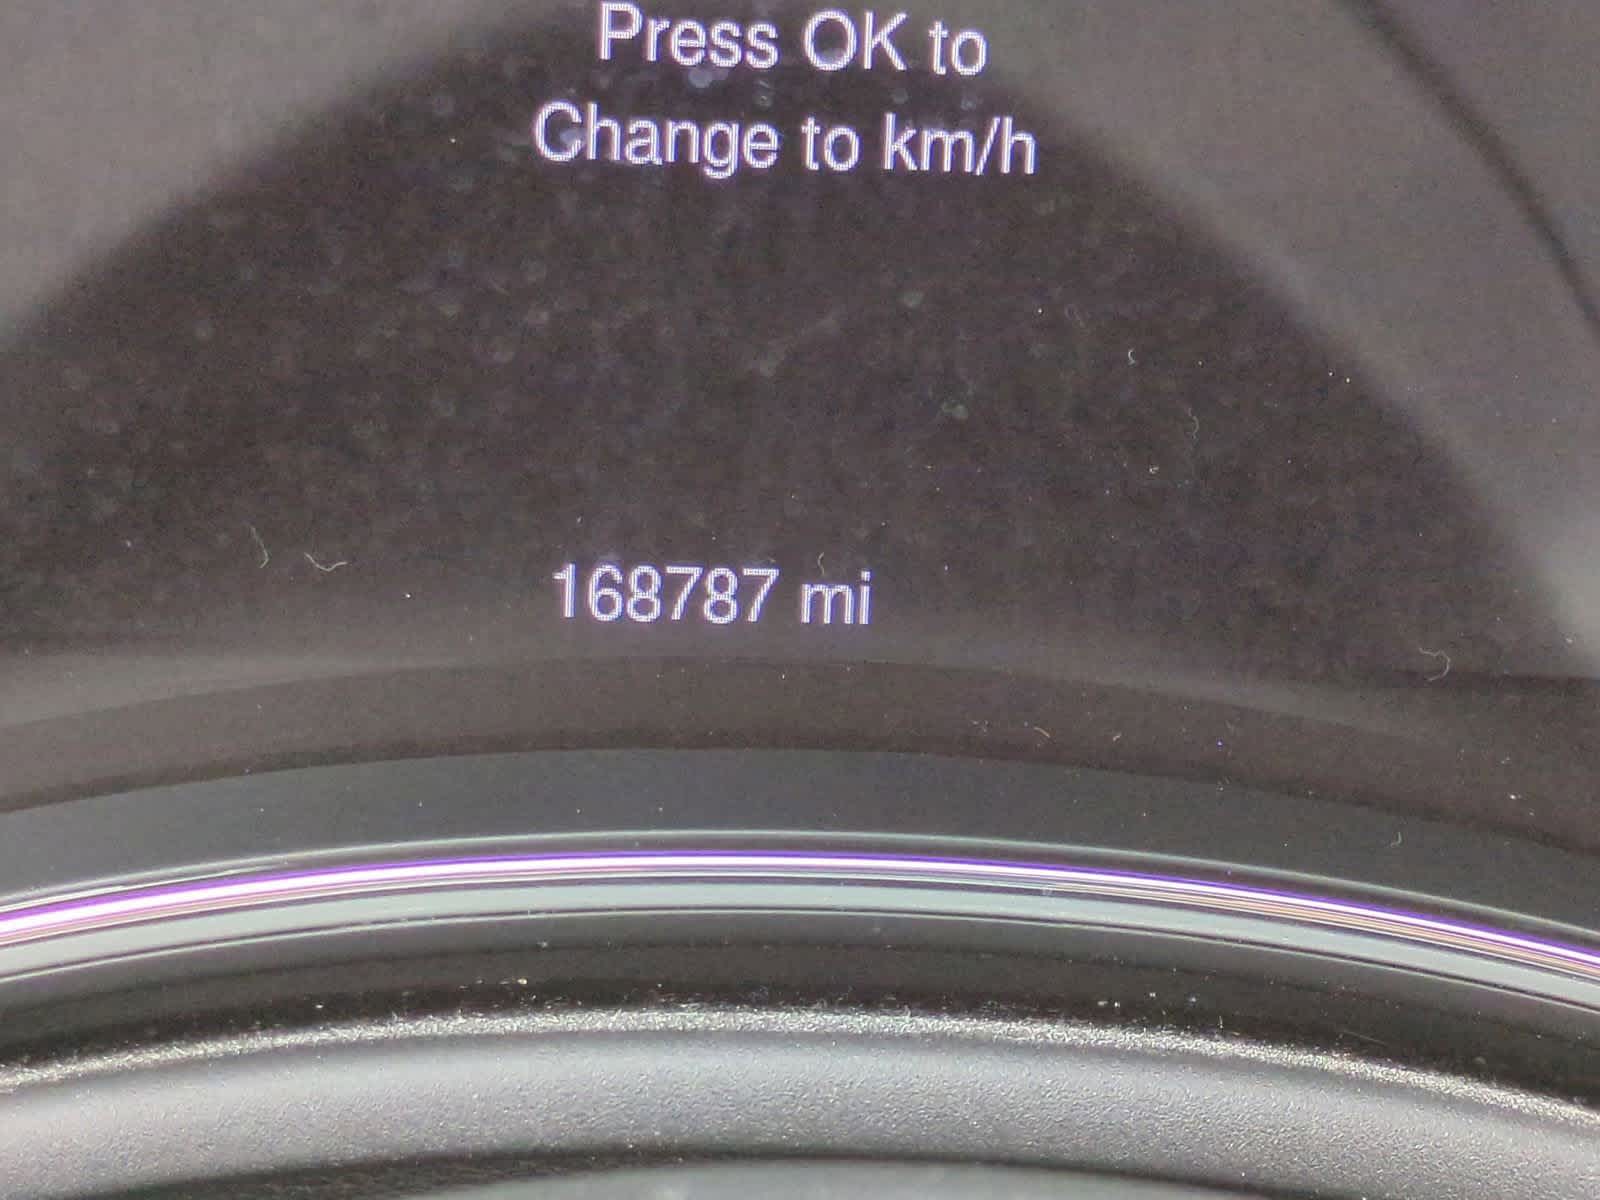 Press OK to
Change to km/h
168787 mi